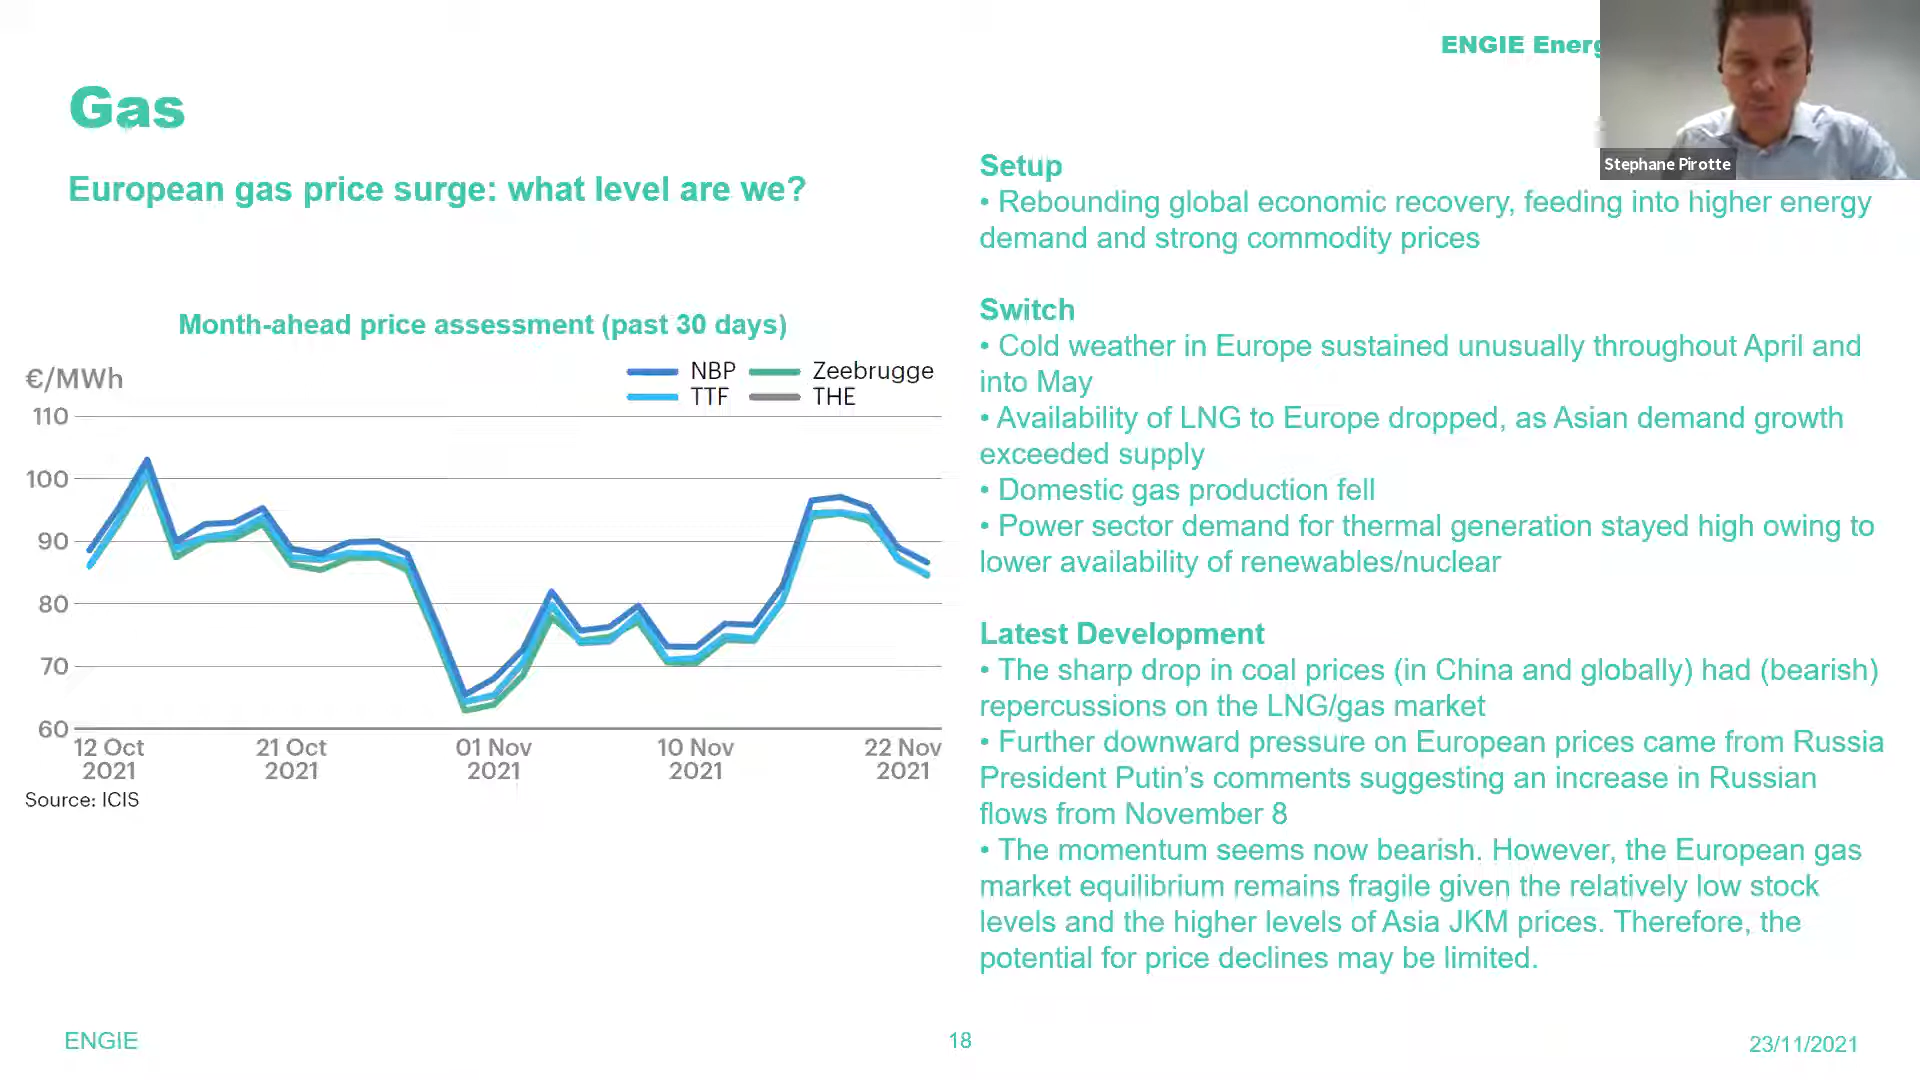 ENGIE Energ
Stephane Pirotte
Gas
European gas price surge: what level are we?
Month-ahead price assessment (past 30 days)
€/MWh
NBP
Zeebrugge
TTF
THE
110
100
90
80
70
60
12 Oct
2021
21 Oct
2021
01 Nov
2021
10 Nov
2021
22 Nov
2021
Source: ICIS
Setup
• Rebounding global economic recovery, feeding into higher energy
demand and strong commodity prices
Switch
• Cold weather in Europe sustained unusually throughout April and
into May
• Availability of LNG to Europe dropped, as Asian demand growth
exceeded supply
• Domestic gas production fell
• Power sector demand for thermal generation stayed high owing to
lower availability of renewables/nuclear
Latest Development
• The sharp drop in coal prices (in China and globally) had (bearish)
repercussions on the LNG/gas market
• Further downward pressure on European prices came from Russia
President Putin’s comments suggesting an increase in Russian
flows from November 8
• The momentum seems now bearish. However, the European gas
market equilibrium remains fragile given the relatively low stock
levels and the higher levels of Asia JKM prices. Therefore, the
potential for price declines may be limited.
ENGIE
18
23/11/2021